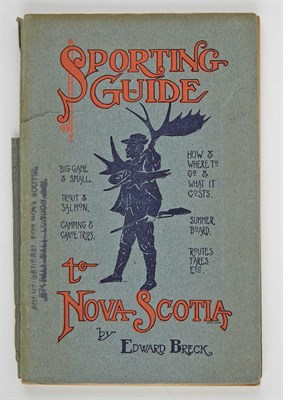 SPORTING
GUIDE
BIG GAME
& SMALL.
TROUT &
SALMON.
CAMPING &
CANOE TRIPS.
HOW &
WHERE TO
GO & WHAT IT
COSTS.
SUMMER
BOARD.
ROUTES
FARES
ETC.
to
NOVA SCOTIA
by
EDWARD BRECK